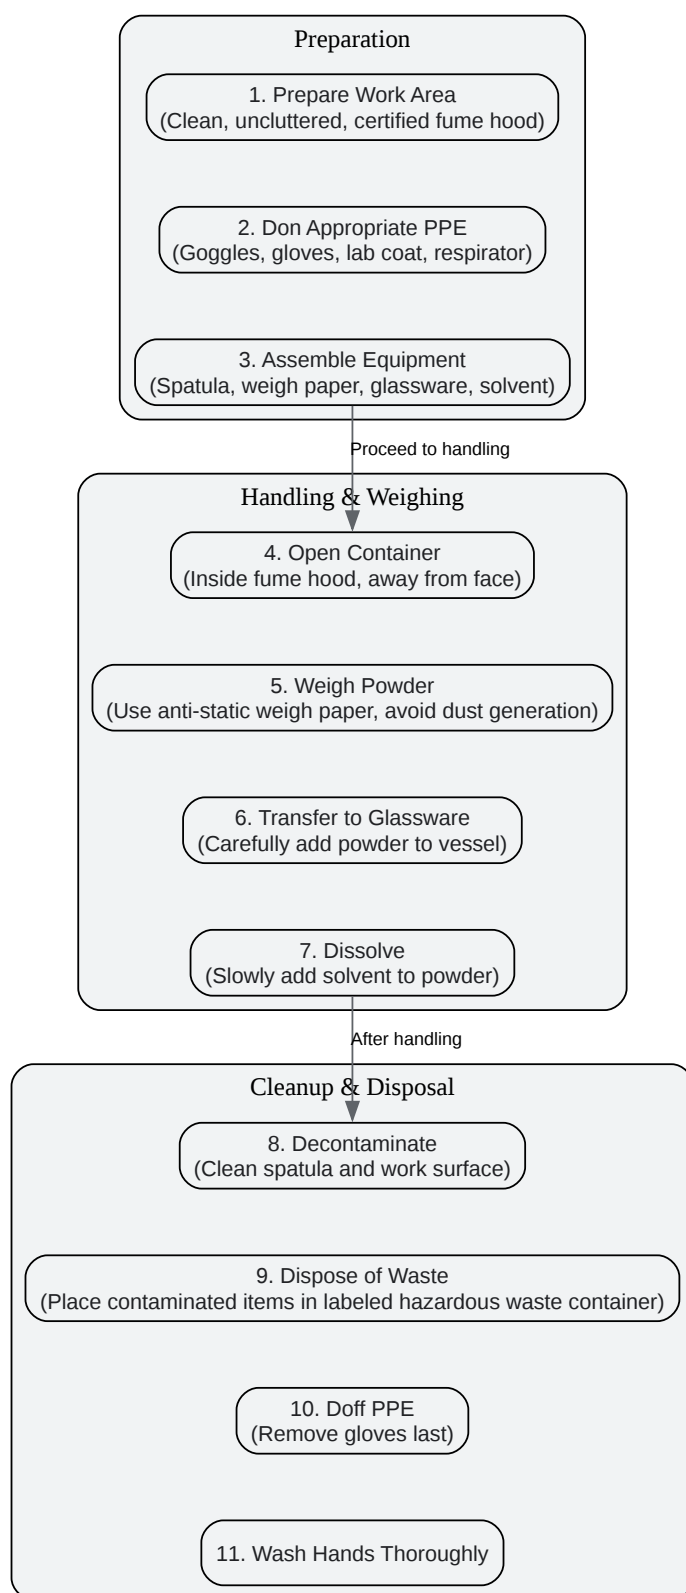 Preparation
1. Prepare Work Area
(Clean, uncluttered, certified fume hood)
2. Don Appropriate PPE
(Goggles, gloves, lab coat, respirator)
3. Assemble Equipment
(Spatula, weigh paper, glassware, solvent)
Proceed to handling
Handling & Weighing
4. Open Container
(Inside fume hood, away from face)
5. Weigh Powder
(Use anti-static weigh paper, avoid dust generation)
6. Transfer to Glassware
(Carefully add powder to vessel)
7. Dissolve
(Slowly add solvent to powder)
After handling
Cleanup & Disposal
8. Decontaminate
(Clean spatula and work surface)
9. Dispose of Waste
(Place contaminated items in labeled hazardous waste container)
10. Doff PPE
(Remove gloves last)
11. Wash Hands Thoroughly